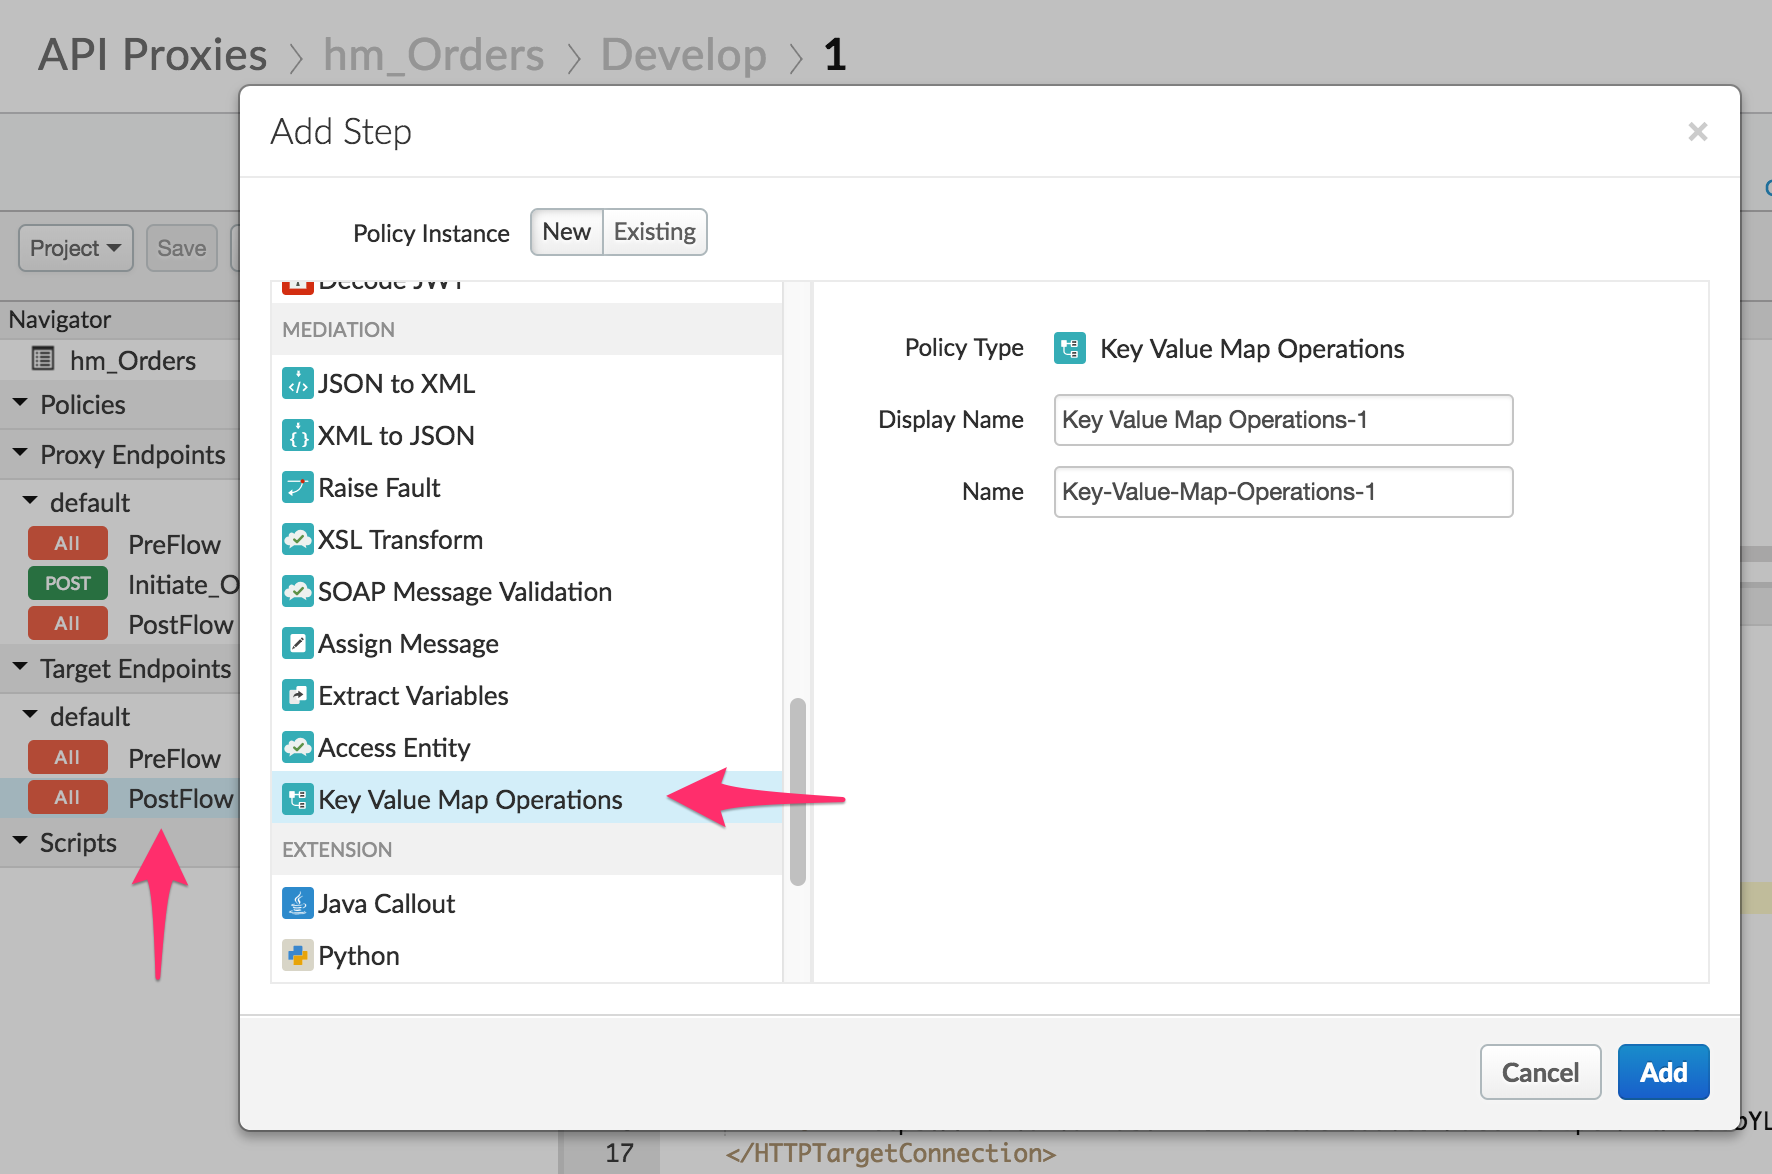 API Proxies > hm_Orders > Develop > 1
Add Step
×
Policy Instance New Existing
Project Save
Navigator
hm_Orders
Policies
Proxy Endpoints
default
All PreFlow
POST Initiate_O
All PostFlow
Target Endpoints
default
All PreFlow
All PostFlow
Scripts
Decode JWT
MEDIATION
JSON to XML
XML to JSON
Raise Fault
XSL Transform
SOAP Message Validation
Assign Message
Extract Variables
Access Entity
Key Value Map Operations
EXTENSION
Java Callout
Python
Policy Type Key Value Map Operations
Display Name Key Value Map Operations-1
Name Key-Value-Map-Operations-1
Cancel Add
17 </HTTPTargetConnection>